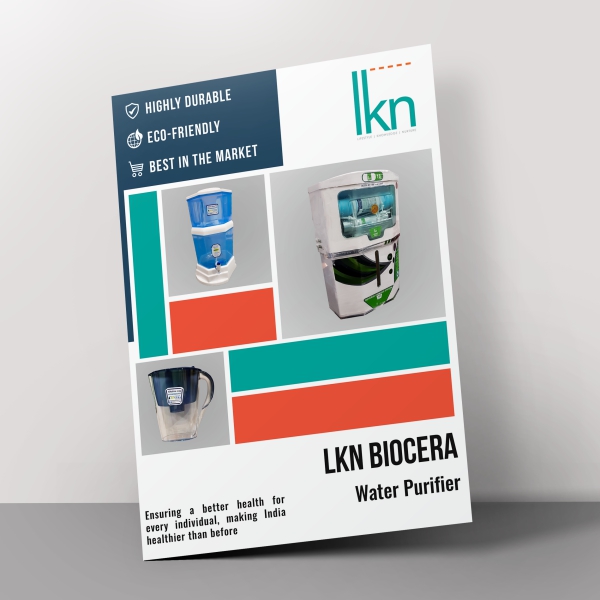 HIGHLY DURABLE
ECO-FRIENDLY
BEST IN THE MARKET
lkn
LKN BIOCERA
Water Purifier
Ensuring a better health for
every individual, making India
healthier than before